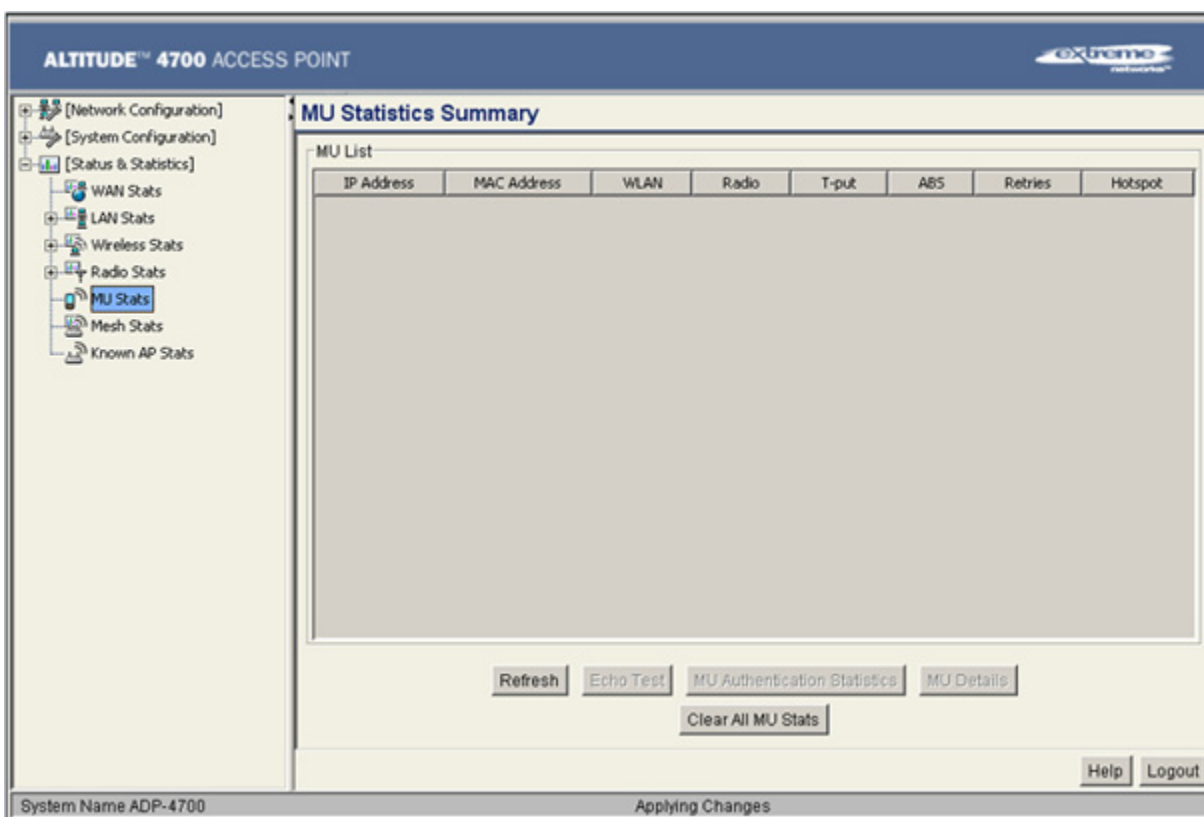 ALTITUDE™ 4700 ACCESS POINT
extreme
networks™
[Network Configuration]
[System Configuration]
[Status & Statistics]
WAN Stats
LAN Stats
Wireless Stats
Radio Stats
MU Stats
Mesh Stats
Known AP Stats
MU Statistics Summary
MU List
IP Address MAC Address WLAN Radio T-put ABS Retries Hotspot
Refresh Echo Test MU Authentication Statistics MU Details
Clear All MU Stats
Help Logout
System Name ADP-4700 Applying Changes